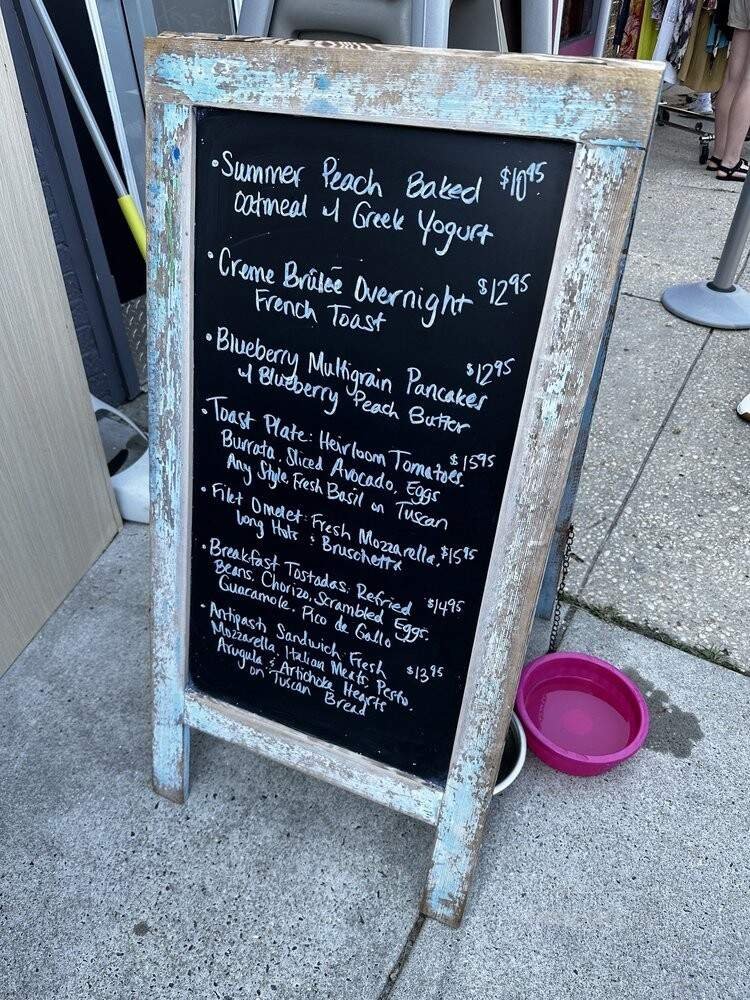 • Summer Peach Baked $10.45
Oatmeal w/ Greek Yogurt
• Creme Brûlée Overnight $12.95
French Toast
• Blueberry Multigrain Pancakes $12.95
w/ Blueberry Peach Butter
• Toast Plate: Heirloom Tomatoes, $15.95
Burrata, Sliced Avocado, Eggs
Any Style, Fresh Basil on Tuscan
• Filet Omelet: Fresh Mozzarella, $15.95
Long Hots & Bruschetta
• Breakfast Tostadas: Refried $14.95
Beans, Chorizo, Scrambled Eggs,
Guacamole, Pico de Gallo
• Antipasti Sandwich: Fresh $13.95
Mozzarella, Italian Meats, Pesto,
Arugula & Artichoke Hearts
on Tuscan Bread